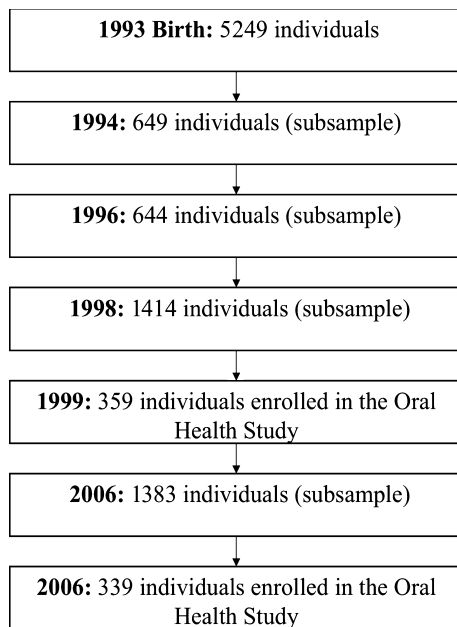 1993 Birth: 5249 individuals
1994: 649 individuals (subsample)
1996: 644 individuals (subsample)
1998: 1414 individuals (subsample)
1999: 359 individuals enrolled in the Oral
Health Study
2006: 1383 individuals (subsample)
2006: 339 individuals enrolled in the Oral
Health Study